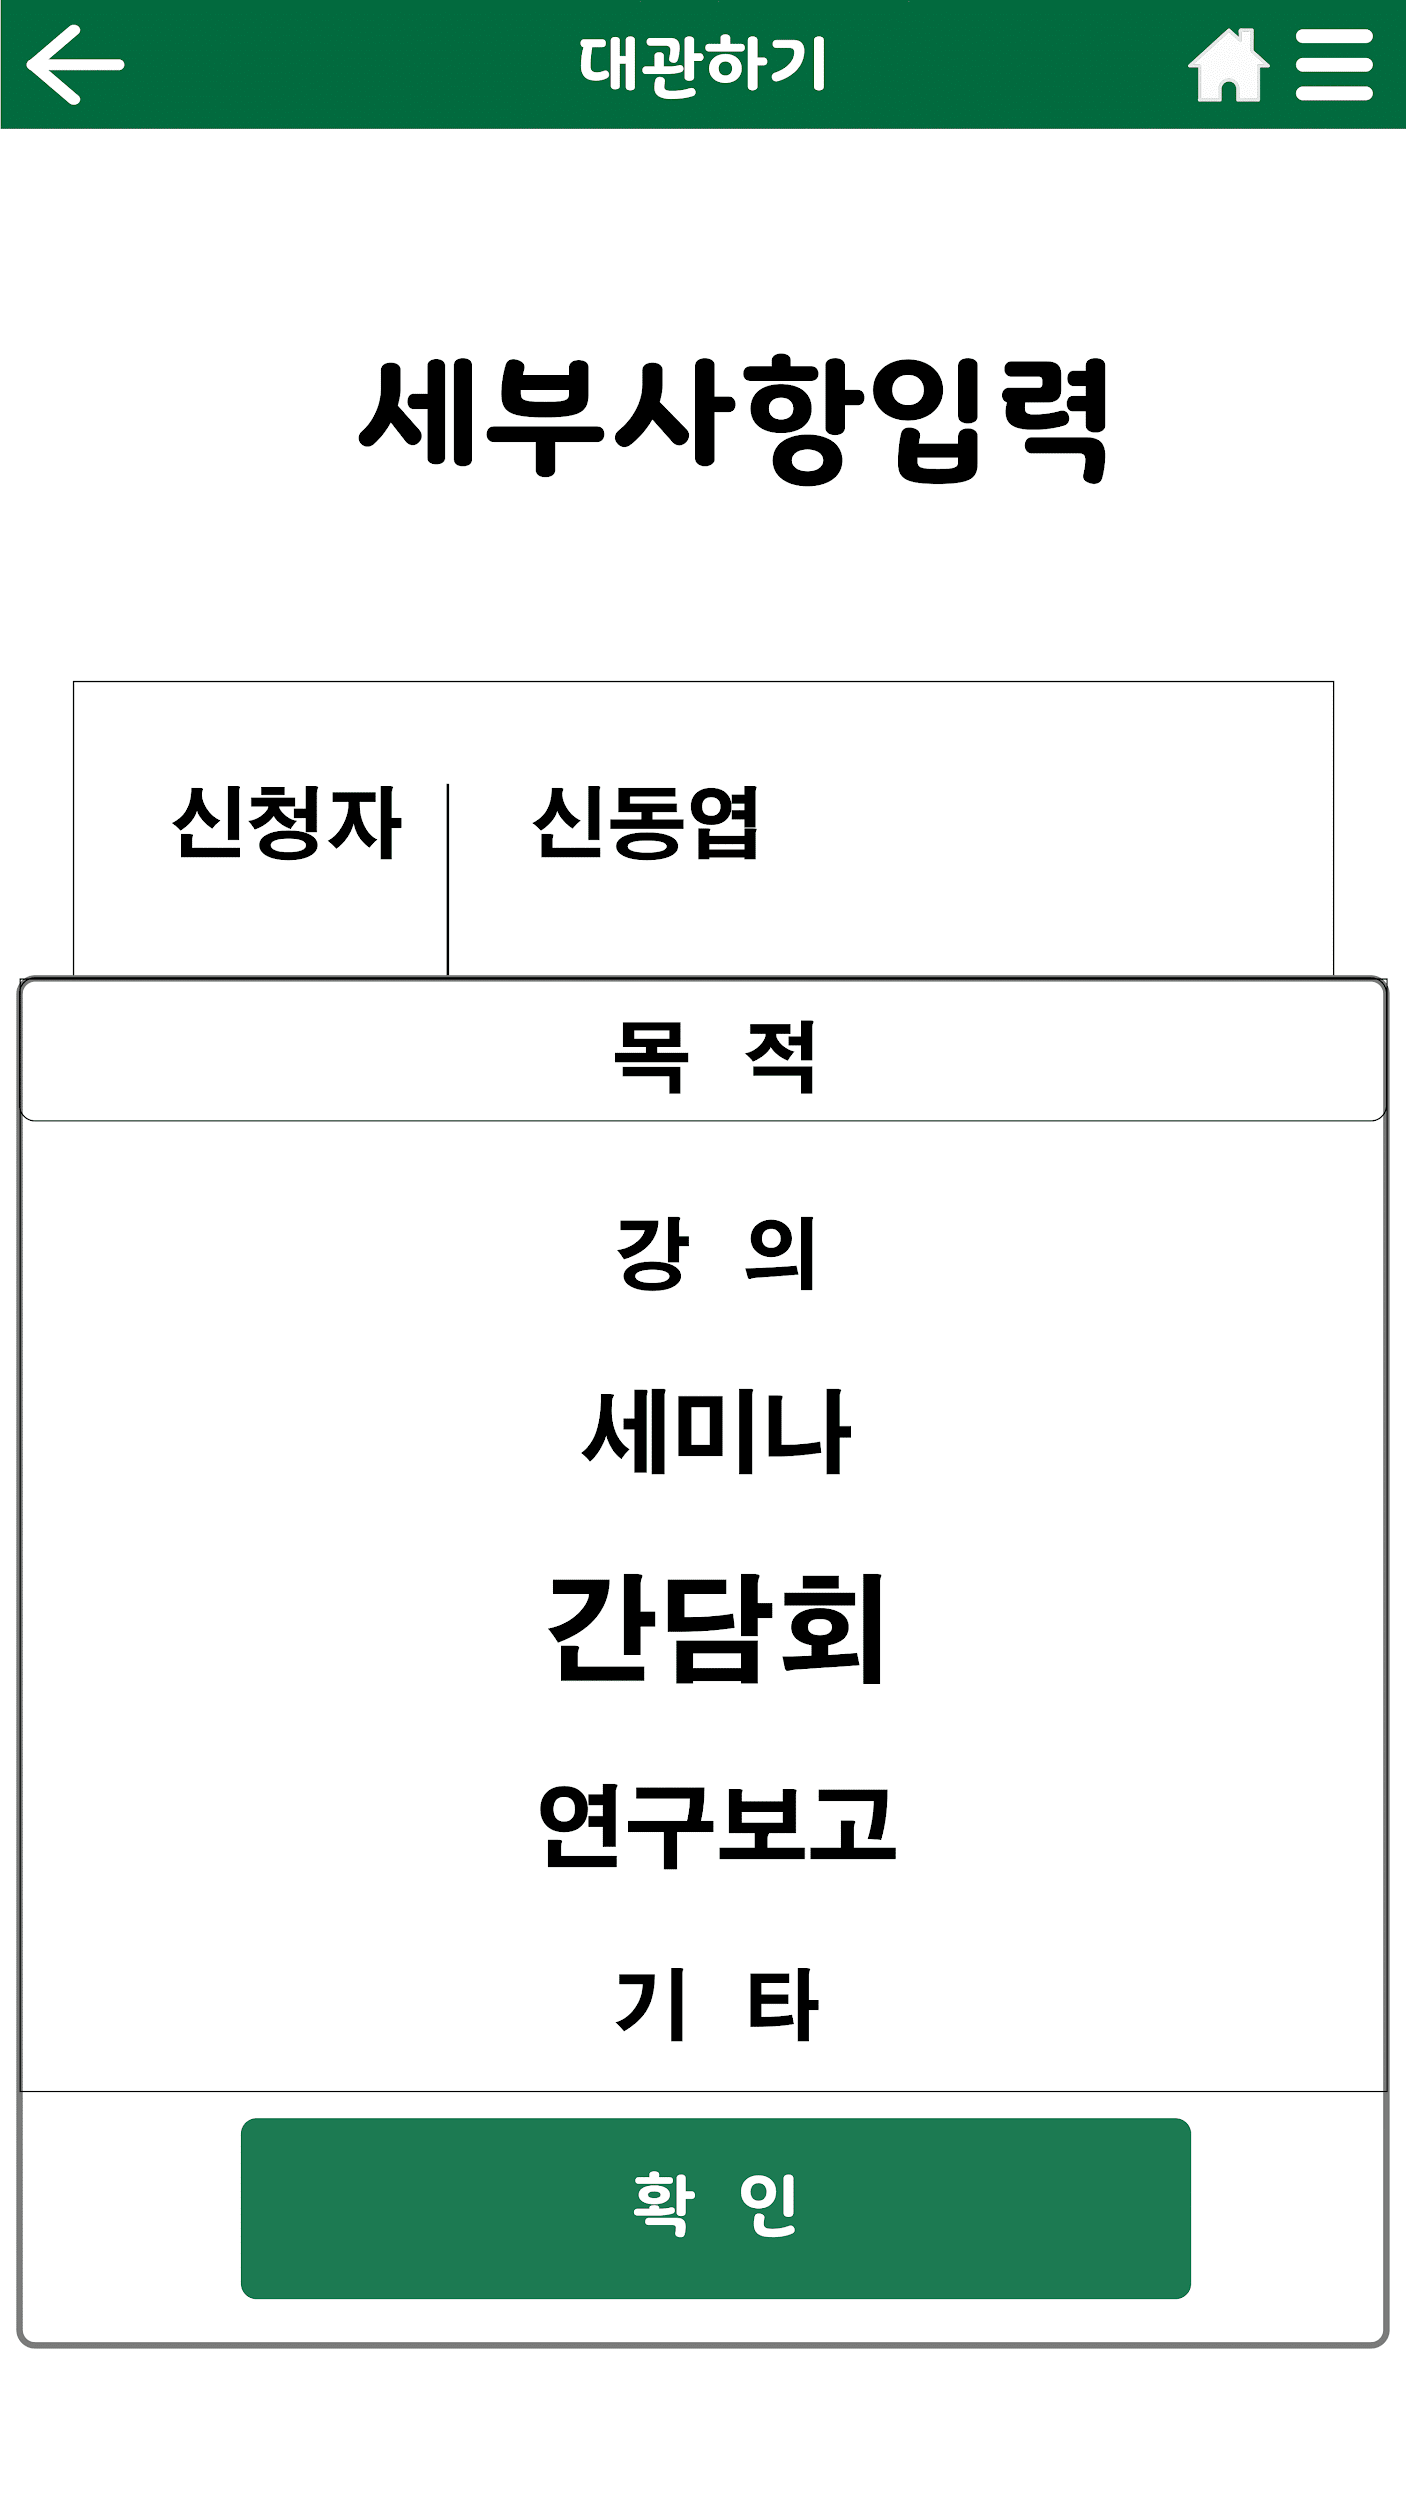 대관하기
세부사항입력
신청자 신동엽
목 적
강 의
세미나
간담회
연구보고
기 타
확 인